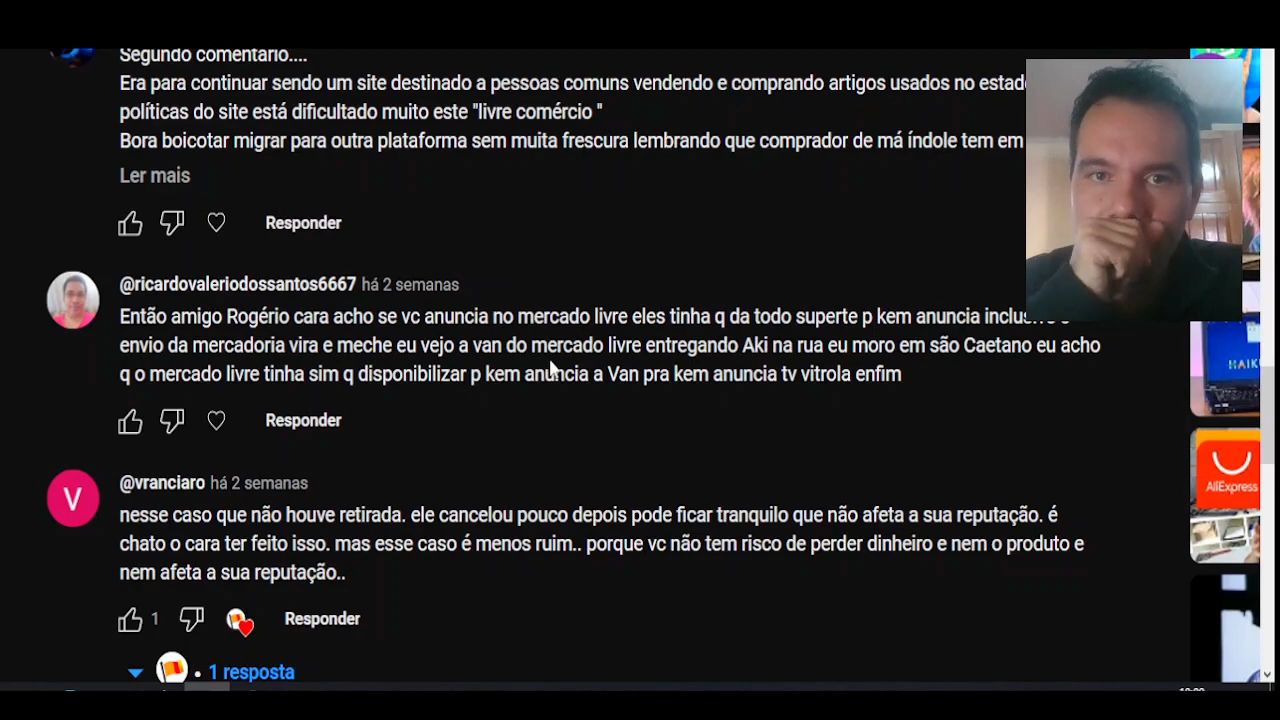 Segundo comentário....
Era para continuar sendo um site destinado a pessoas comuns vendendo e comprando artigos usados no estado
políticas do site está dificultado muito este "livre comércio "
Bora boicotar migrar para outra plataforma sem muita frescura lembrando que comprador de má índole tem em
Ler mais
Responder
@ricardovaleriodossantos6667 há 2 semanas
Então amigo Rogério cara acho se vc anuncia no mercado livre eles tinha q da todo superte p kem anuncia
envio da mercadoria vira e meche eu vejo a van do mercado livre entregando Aki na rua eu moro em são Caetano eu acho
q o mercado livre tinha sim q disponibilizar p kem anuncia a Van pra kem anuncia tv vitrola enfim
Responder
@vranciaro há 2 semanas
V
nesse caso que não houve retirada. ele cancelou pouco depois pode ficar tranquilo que não afeta a sua reputação. é
chato o cara ter feito isso. mas esse caso é menos ruim.. porque vc não tem risco de perder dinheiro e nem o produto e
nem afeta a sua reputação..
1 Responder
• 1 resposta
HAIK
AliExpress